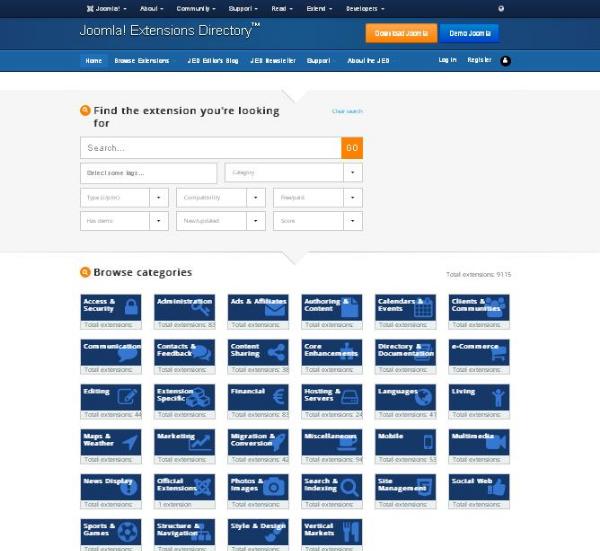 Joomla! About Community Support Read Extend Developers
Joomla! Extensions Directory™
Download Joomla Demo Joomla
Home Browse Extensions JED Editor's Blog JED Newsletter Support About the JED Log in Register
Find the extension you're looking for
Clear search
Search... GO
Select some tags... Category
Type (c/p/m) Compatibility Free/paid
Has demo New/updated Score
Browse categories
Total extensions: 9115
Access & Security
Administration
Ads & Affiliates
Authoring & Content
Calendars & Events
Clients & Communities
Total extensions: Total extensions: 83 Total extensions: Total extensions: Total extensions: Total extensions:
Communication
Contacts & Feedback
Content Sharing
Core Enhancements
Directory & Documentation
e-Commerce
Total extensions: Total extensions: Total extensions: 38 Total extensions: Total extensions: Total extensions:
Editing
Extension Specific
Financial
Hosting & Servers
Languages
Living
Total extensions: 44 Total extensions: Total extensions: 83 Total extensions: 24 Total extensions: 41 Total extensions:
Maps & Weather
Marketing
Migration & Conversion
Miscellaneous
Mobile
Multimedia
Total extensions: Total extensions: Total extensions: 42 Total extensions: 94 Total extensions: 53 Total extensions:
News Display
Official Extensions
Photos & Images
Search & Indexing
Site Management
Social Web
Total extensions: 1 extension Total extensions: Total extensions: Total extensions: Total extensions:
Sports & Games
Structure & Navigation
Style & Design
Vertical Markets
Total extensions: Total extensions: Total extensions: Total extensions: